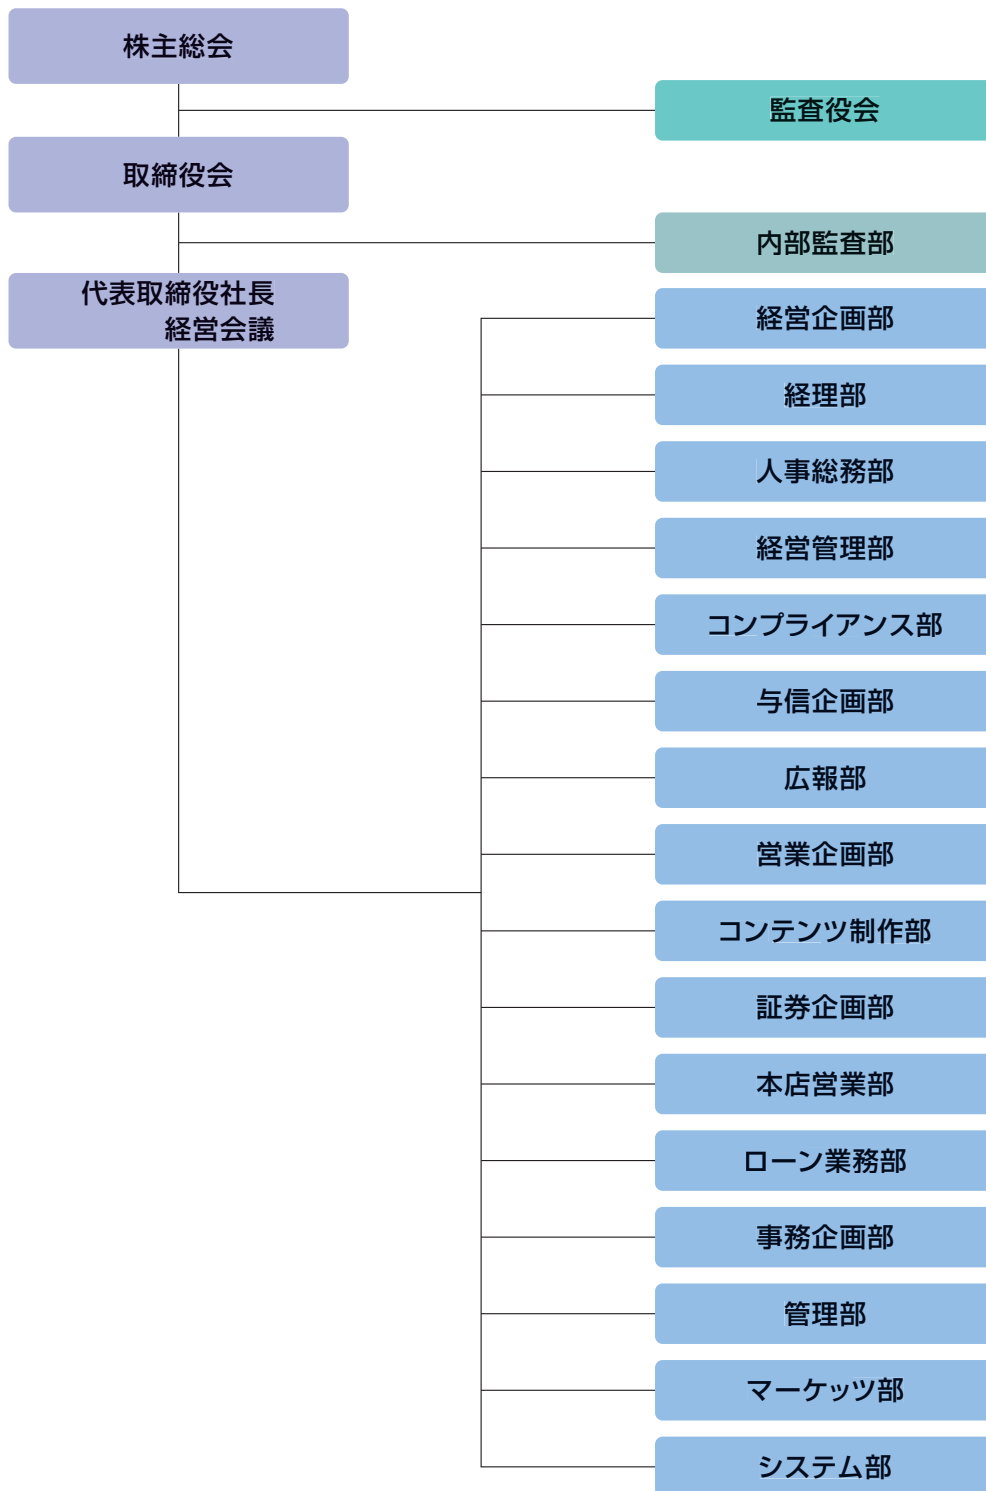 株主総会
監査役会
取締役会
内部監査部
代表取締役社長
経営会議
経営企画部
経理部
人事総務部
経営管理部
コンプライアンス部
与信企画部
広報部
営業企画部
コンテンツ制作部
証券企画部
本店営業部
ローン業務部
事務企画部
管理部
マーケッツ部
システム部